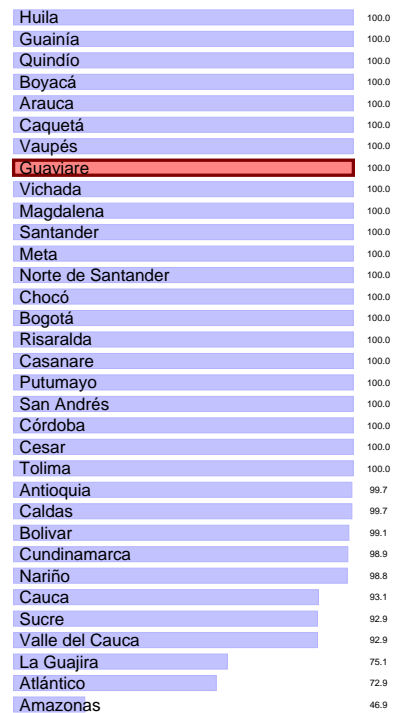 Huila 100.0
Guainía 100.0
Quindío 100.0
Boyacá 100.0
Arauca 100.0
Caquetá 100.0
Vaupés 100.0
Guaviare 100.0
Vichada 100.0
Magdalena 100.0
Santander 100.0
Meta 100.0
Norte de Santander 100.0
Chocó 100.0
Bogotá 100.0
Risaralda 100.0
Casanare 100.0
Putumayo 100.0
San Andrés 100.0
Córdoba 100.0
Cesar 100.0
Tolima 100.0
Antioquia 99.7
Caldas 99.7
Bolivar 99.1
Cundinamarca 98.9
Nariño 98.8
Cauca 93.1
Sucre 92.9
Valle del Cauca 92.9
La Guajira 75.1
Atlántico 72.9
Amazonas 46.9